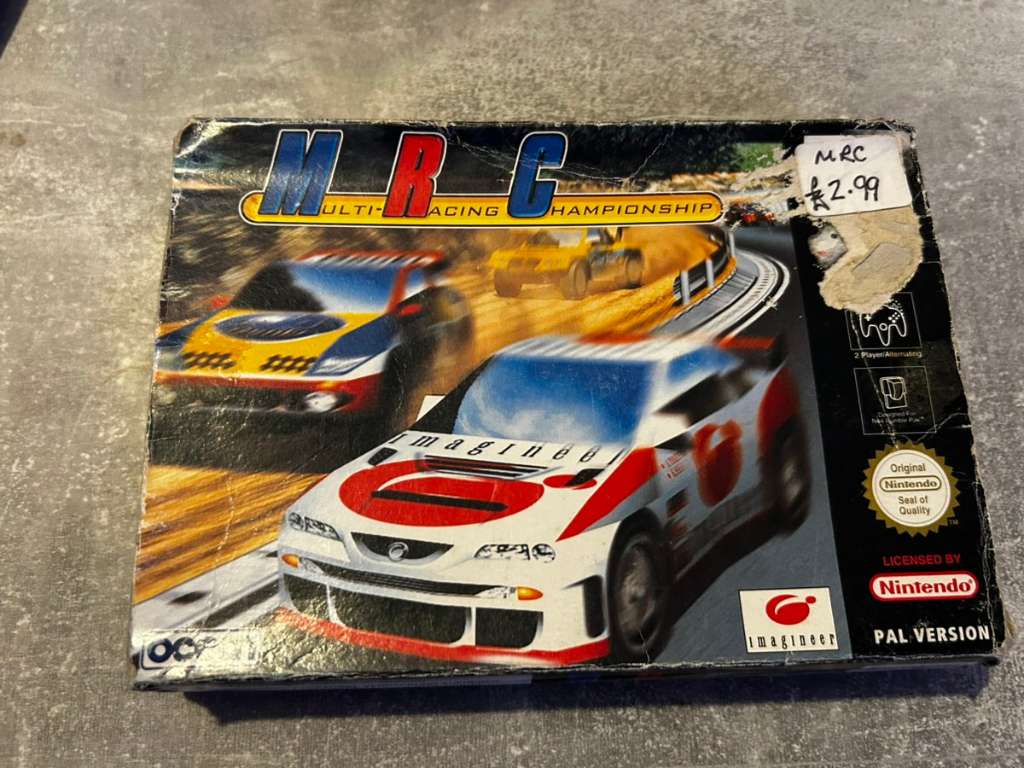 MRC
£2.99
M R C
MULTI-RACING CHAMPIONSHIP
2 Player/Alternating
imagineer
Original
Nintendo
Seal of
Quality
TM
LICENSED BY
Nintendo
imagineer
PAL VERSION